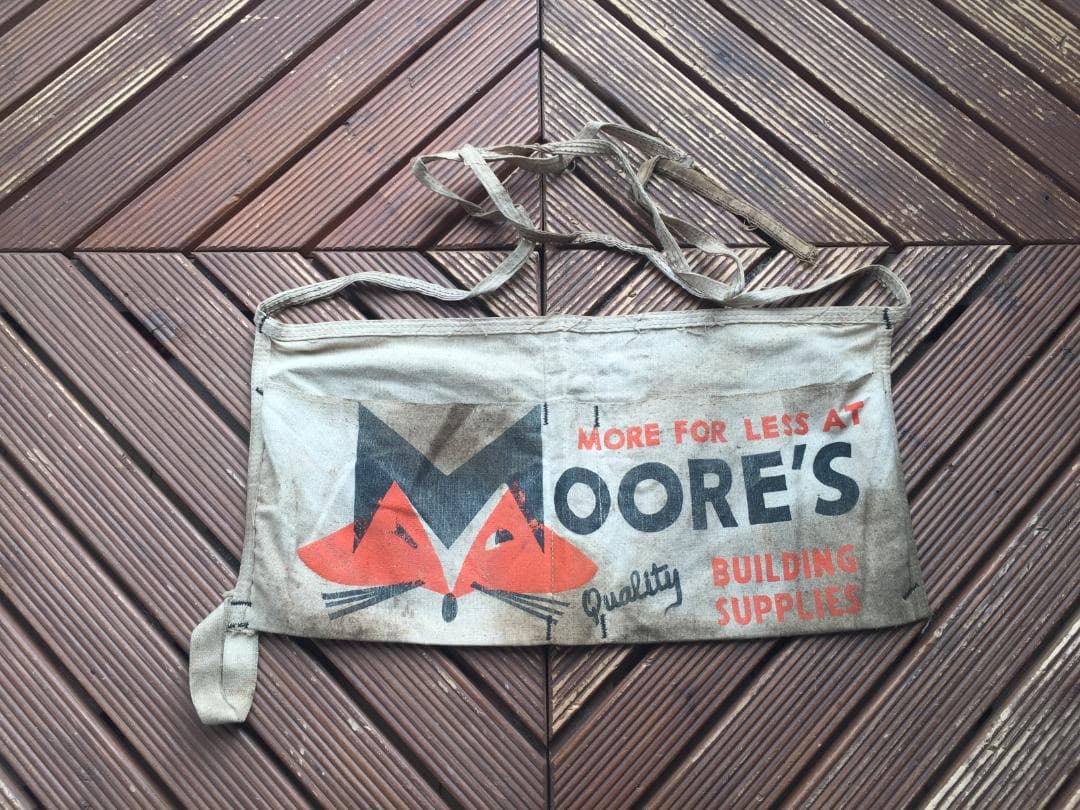 MORE FOR LESS AT
MOORE'S
Quality BUILDING
SUPPLIES